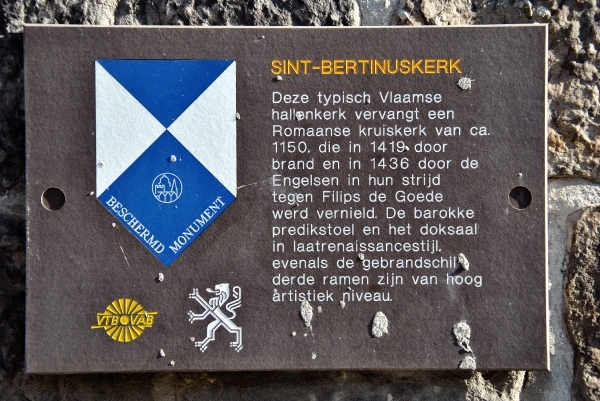 SINT-BERTINUSKERK
Deze typisch Vlaamse
hallenkerk vervangt een
Romaanse kruiskerk van ca.
1150, die in 1419 door
brand en in 1436 door de
Engelsen in hun strijd
tegen Filips de Goede
werd vernield. De barokke
predikstoel en het doksaal
in laatrenaissancestijl,
evenals de gebrandschil
derde ramen zijn van hoog
artistiek niveau.
BESCHERMD MONUMENT
VTB VAB